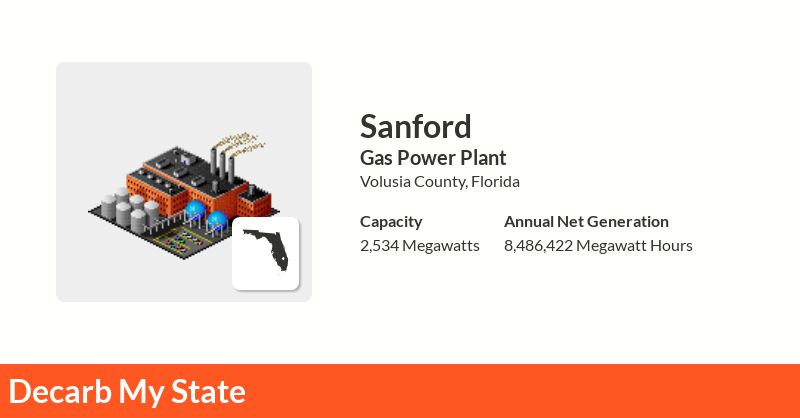 Sanford
Gas Power Plant
Volusia County, Florida
Capacity
2,534 Megawatts
Annual Net Generation
8,486,422 Megawatt Hours
Decarb My State